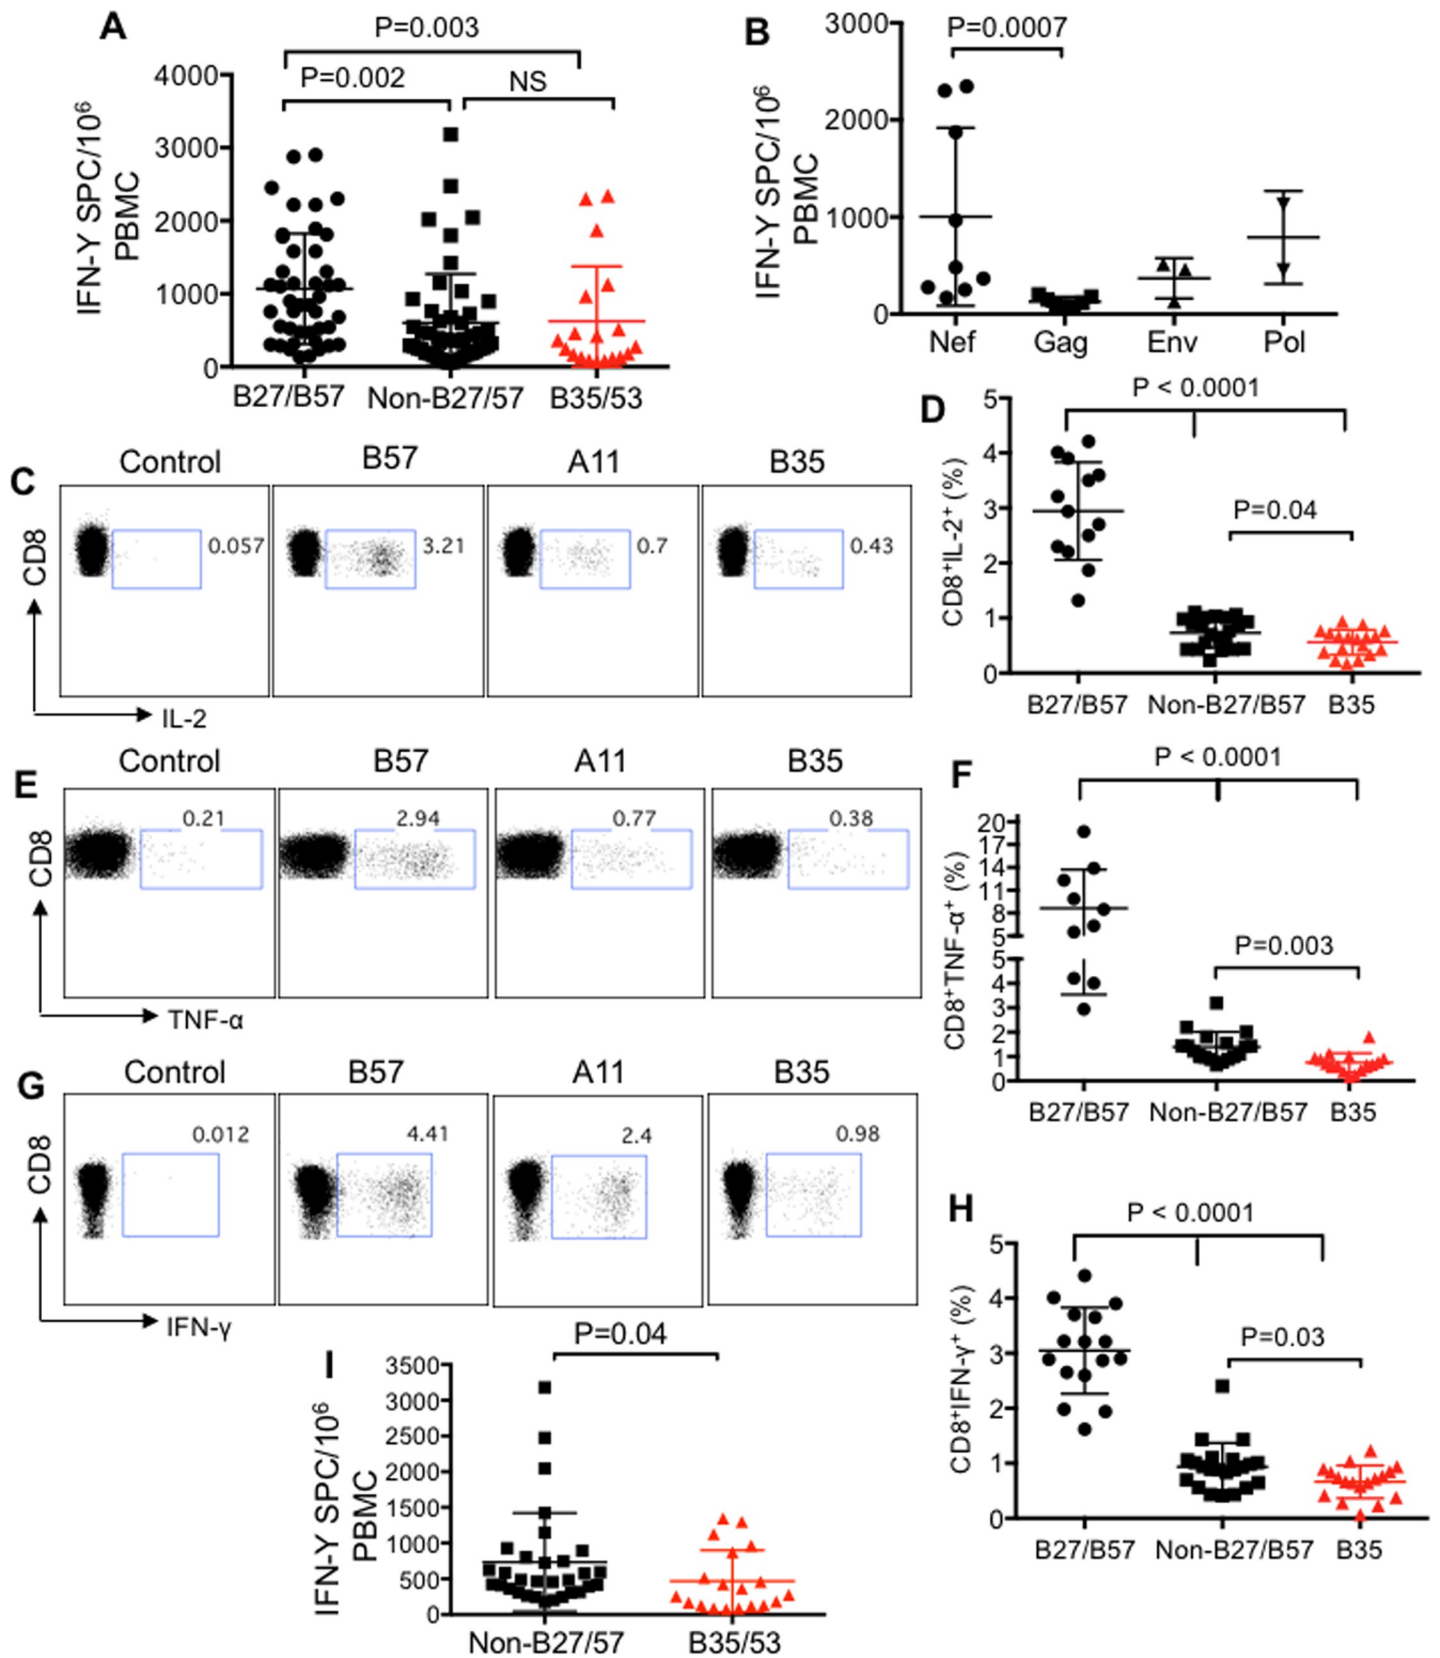 A
P=0.003
P=0.002
NS
IFN-Y SPC/10⁶
PBMC
4000
3000
2000
1000
0
B27/B57
Non-B27/57
B35/53
B
P=0.0007
IFN-Y SPC/10⁶
PBMC
3000
2000
1000
0
Nef
Gag
Env
Pol
C
Control
B57
A11
B35
CD8
0.057
3.21
0.7
0.43
IL-2
D
P < 0.0001
P=0.04
CD8⁺IL-2⁺ (%)
5
4
3
2
1
0
B27/B57
Non-B27/B57
B35
E
Control
B57
A11
B35
CD8
0.21
2.94
0.77
0.38
TNF-α
F
P < 0.0001
P=0.003
CD8⁺TNF-α⁺ (%)
20
17
14
11
8
5
5
4
3
2
1
0
B27/B57
Non-B27/B57
B35
G
Control
B57
A11
B35
CD8
0.012
4.41
2.4
0.98
IFN-γ
H
P < 0.0001
P=0.03
CD8⁺IFN-γ⁺ (%)
5
4
3
2
1
0
B27/B57
Non-B27/B57
B35
I
P=0.04
IFN-Y SPC/10⁶
PBMC
3500
3000
2500
2000
1500
1000
500
0
Non-B27/57
B35/53